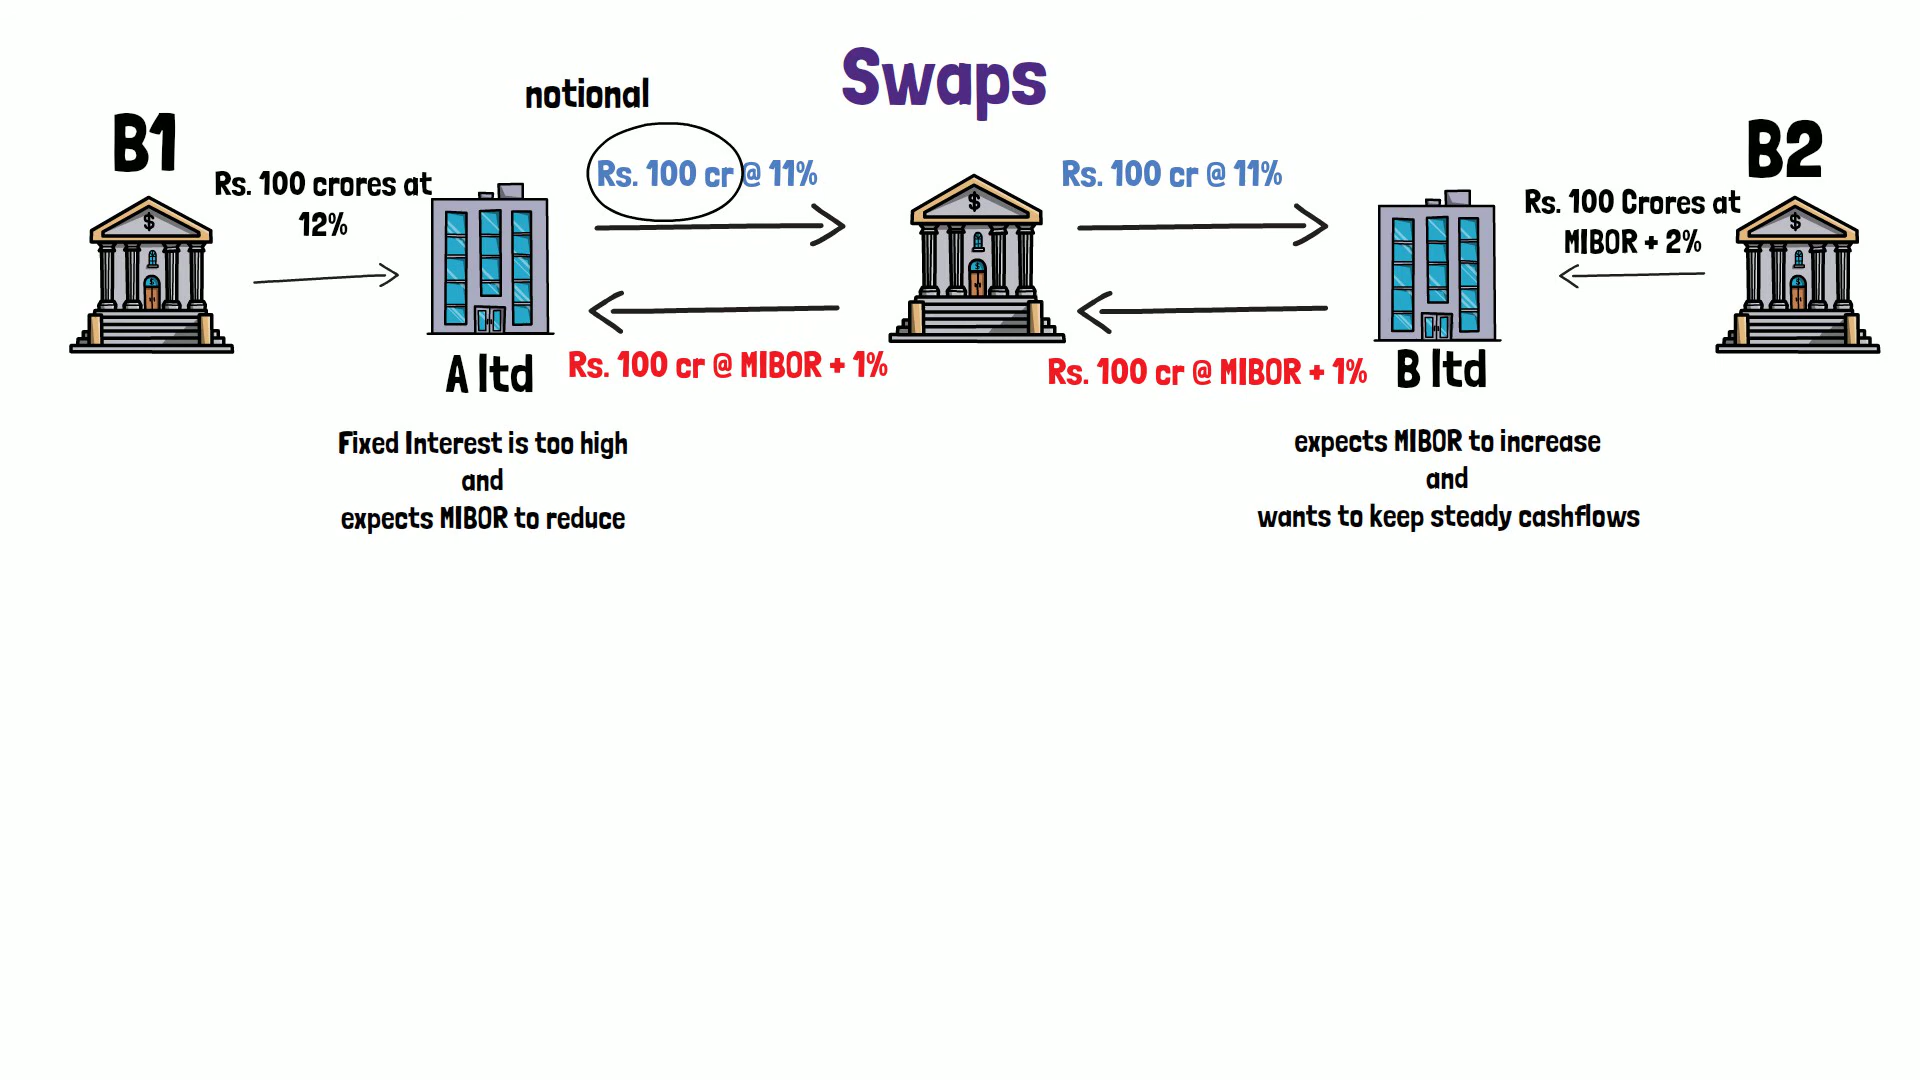 Swaps
notional
B1
B2
Rs. 100 crores at
12%
Rs. 100 cr @ 11%
Rs. 100 cr @ 11%
Rs. 100 Crores at
MIBOR + 2%
$
$
$
A ltd
Rs. 100 cr @ MIBOR + 1%
Rs. 100 cr @ MIBOR + 1%
B ltd
Fixed Interest is too high
and
expects MIBOR to reduce
expects MIBOR to increase
and
wants to keep steady cashflows